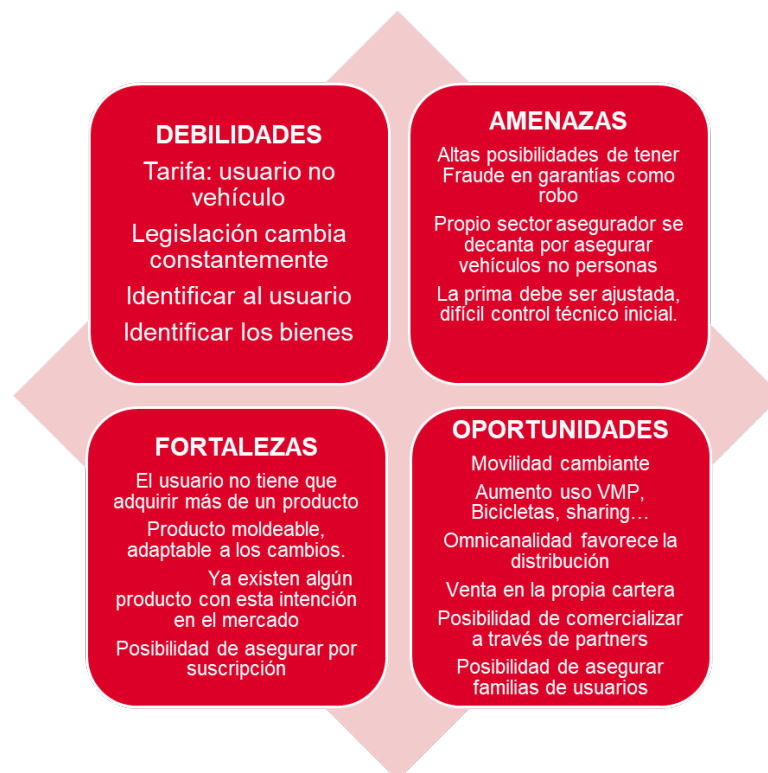 DEBILIDADES
Tarifa: usuario no
vehículo
Legislación cambia
constantemente
Identificar al usuario
Identificar los bienes
AMENAZAS
Altas posibilidades de tener
Fraude en garantías como
robo
Propio sector asegurador se
decanta por asegurar
vehículos no personas
La prima debe ser ajustada,
difícil control técnico inicial.
FORTALEZAS
El usuario no tiene que
adquirir más de un producto
Producto moldeable,
adaptable a los cambios.
Ya existen algún
producto con esta intención
en el mercado
Posibilidad de asegurar por
suscripción
OPORTUNIDADES
Movilidad cambiante
Aumento uso VMP,
Bicicletas, sharing…
Omnicanalidad favorece la
distribución
Venta en la propia cartera
Posibilidad de comercializar
a través de partners
Posibilidad de asegurar
familias de usuarios